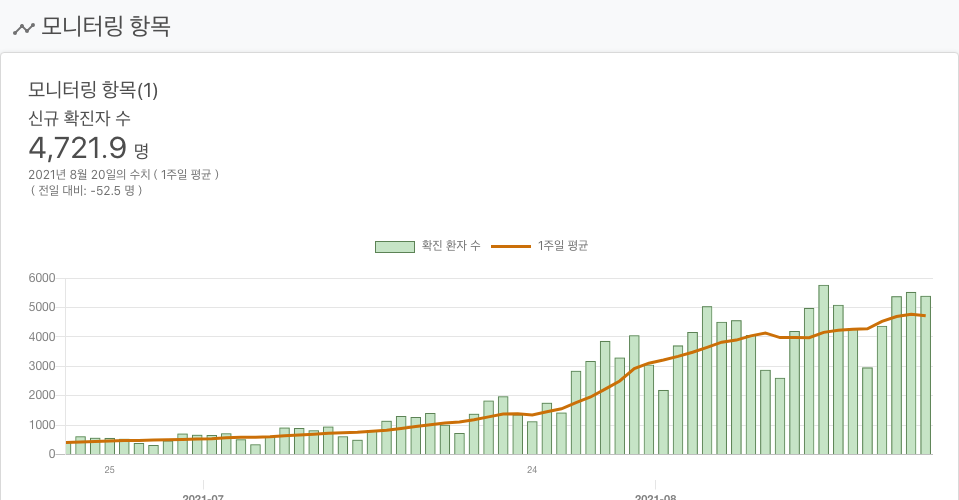 모니터링 항목
모니터링 항목(1)
신규 확진자 수
4,721.9 명
2021년 8월 20일의 수치 ( 1주일 평균 )
( 전일 대비: -52.5 명 )
확진 환자 수 1주일 평균
6000
5000
4000
3000
2000
1000
0
25 24
2021-07 2021-08